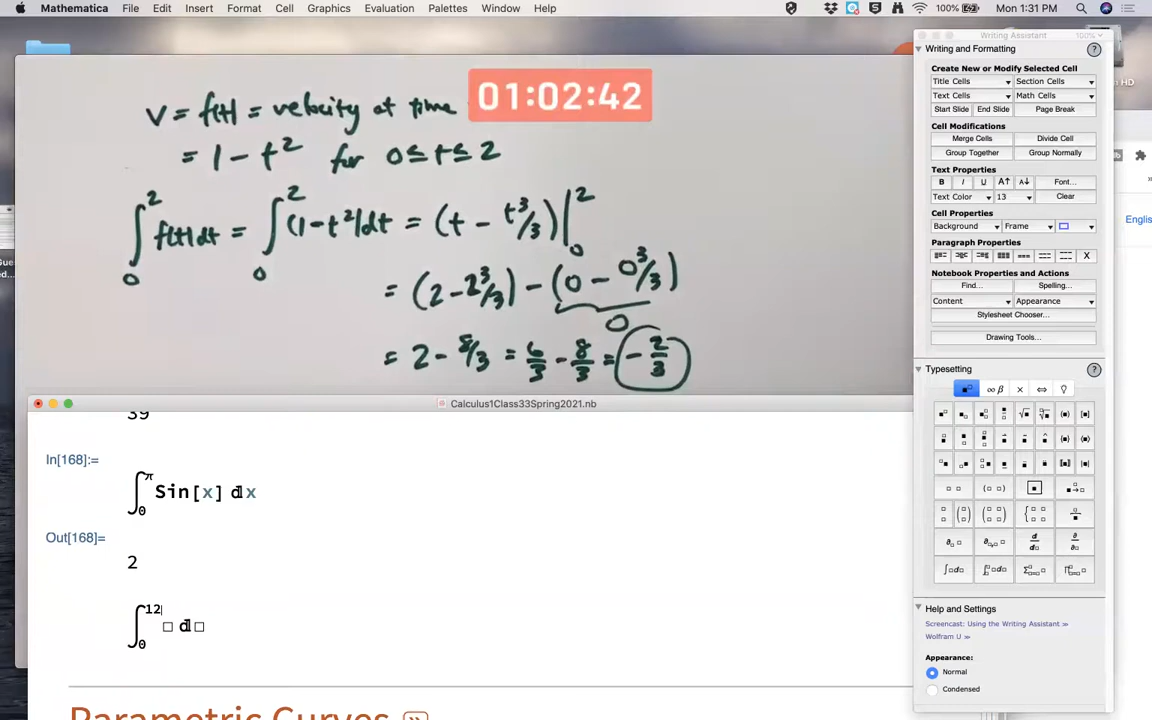 Mathematica File Edit Insert Format Cell Graphics Evaluation Palettes Window Help 100% Mon 1:31 PM
v = f(t) = velocity at time
01:02:42
= 1 - t² for 0 ≤ t ≤ 2
∫₀² f(t) dt = ∫₀² (1 - t²) dt = (t - t³/3) |₀²
= (2 - 2³/3) - (0 - 0³/3)
0
= 2 - 8/3 = 6/3 - 8/3 = -2/3
Calculus1Class33Spring2021.nb
39
In[168]:=
∫₀^π Sin[x] ⅆx
Out[168]=
2
∫₀^12 □ ⅆ□
Parametric Curves
Writing Assistant 100%
Writing and Formatting ?
Create New or Modify Selected Cell
Title Cells Section Cells
Text Cells Math Cells
Start Slide End Slide Page Break
Cell Modifications
Merge Cells Divide Cell
Group Together Group Normally
Text Properties
B I U A↑ A↓ Font...
Text Color 13 Clear
Cell Properties
Background Frame
Paragraph Properties
X
Notebook Properties and Actions
Find... Spelling...
Content Appearance
Stylesheet Chooser...
Drawing Tools...
Typesetting ?
Help and Settings
Screencast: Using the Writing Assistant >>
Wolfram U >>
Appearance:
Normal
Condensed
HD
English